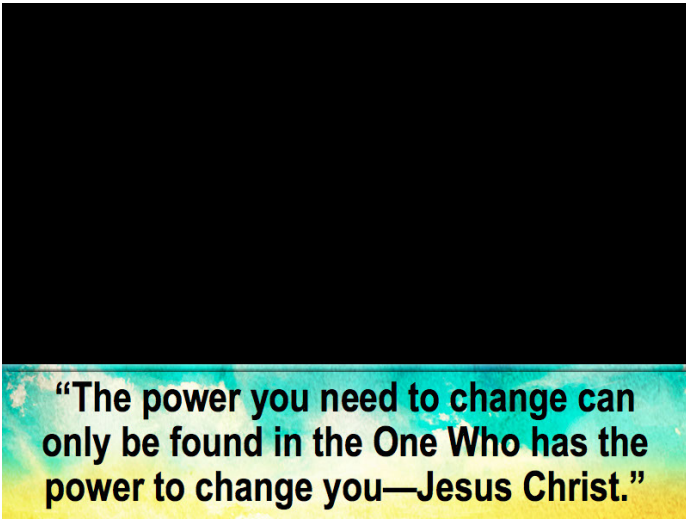 “The power you need to change can
only be found in the One Who has the
power to change you—Jesus Christ.”